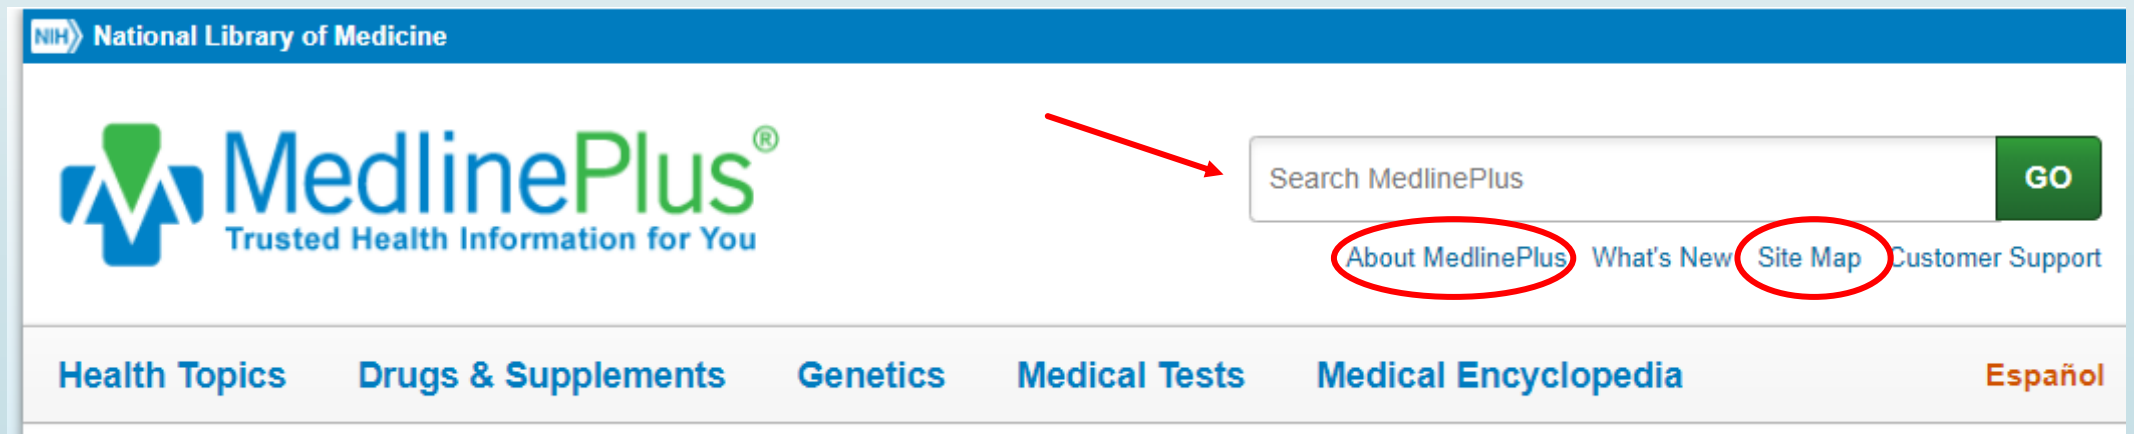 NIH National Library of Medicine
MedlinePlus®
Trusted Health Information for You
Search MedlinePlus GO
About MedlinePlus What's New Site Map Customer Support
Health Topics Drugs & Supplements Genetics Medical Tests Medical Encyclopedia Español